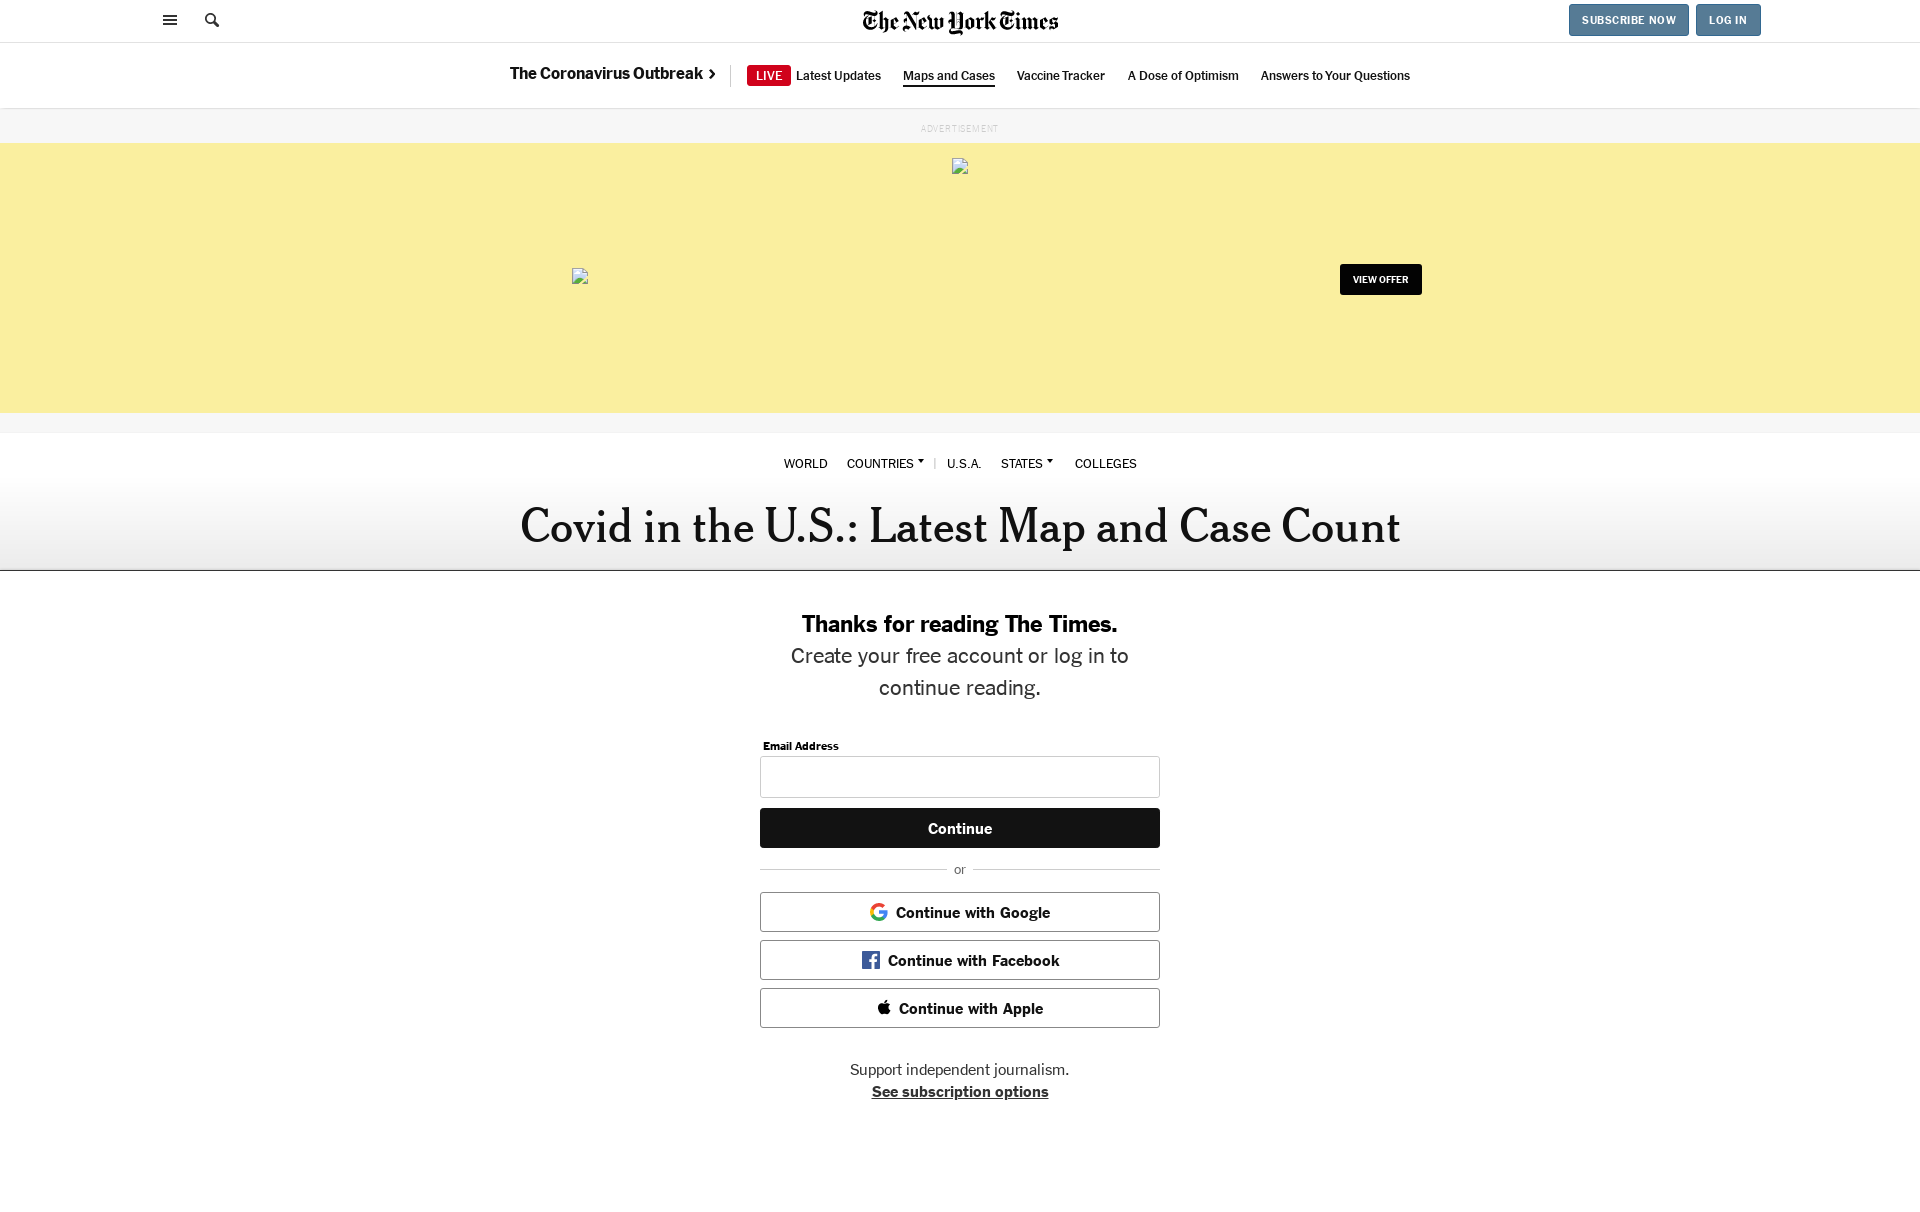 The New York Times
SUBSCRIBE NOW
LOG IN
The Coronavirus Outbreak ›
LIVE Latest Updates
Maps and Cases
Vaccine Tracker
A Dose of Optimism
Answers to Your Questions
ADVERTISEMENT
VIEW OFFER
WORLD
COUNTRIES
U.S.A.
STATES
COLLEGES
Covid in the U.S.: Latest Map and Case Count
Thanks for reading The Times.
Create your free account or log in to
continue reading.
Email Address
Continue
or
Continue with Google
Continue with Facebook
Continue with Apple
Support independent journalism.
See subscription options